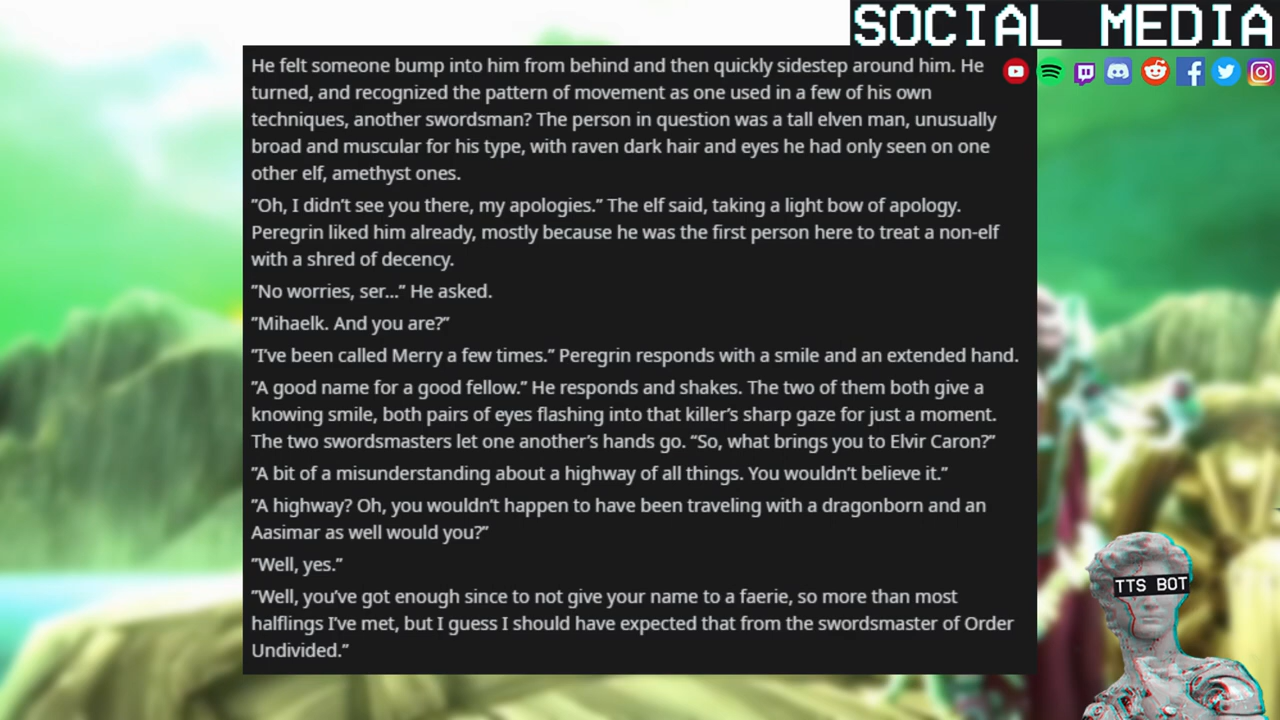 SOCIAL MEDIA
He felt someone bump into him from behind and then quickly sidestep around him. He
turned, and recognized the pattern of movement as one used in a few of his own
techniques, another swordsman? The person in question was a tall elven man, unusually
broad and muscular for his type, with raven dark hair and eyes he had only seen on one
other elf, amethyst ones.
”Oh, I didn’t see you there, my apologies.” The elf said, taking a light bow of apology.
Peregrin liked him already, mostly because he was the first person here to treat a non-elf
with a shred of decency.
”No worries, ser...” He asked.
”Mihaelk. And you are?”
”I’ve been called Merry a few times.” Peregrin responds with a smile and an extended hand.
”A good name for a good fellow.” He responds and shakes. The two of them both give a
knowing smile, both pairs of eyes flashing into that killer’s sharp gaze for just a moment.
The two swordsmasters let one another’s hands go. “So, what brings you to Elvir Caron?”
”A bit of a misunderstanding about a highway of all things. You wouldn’t believe it.”
”A highway? Oh, you wouldn’t happen to have been traveling with a dragonborn and an
Aasimar as well would you?”
”Well, yes.”
”Well, you’ve got enough since to not give your name to a faerie, so more than most
halflings I’ve met, but I guess I should have expected that from the swordsmaster of Order
Undivided.”
TTS BOT